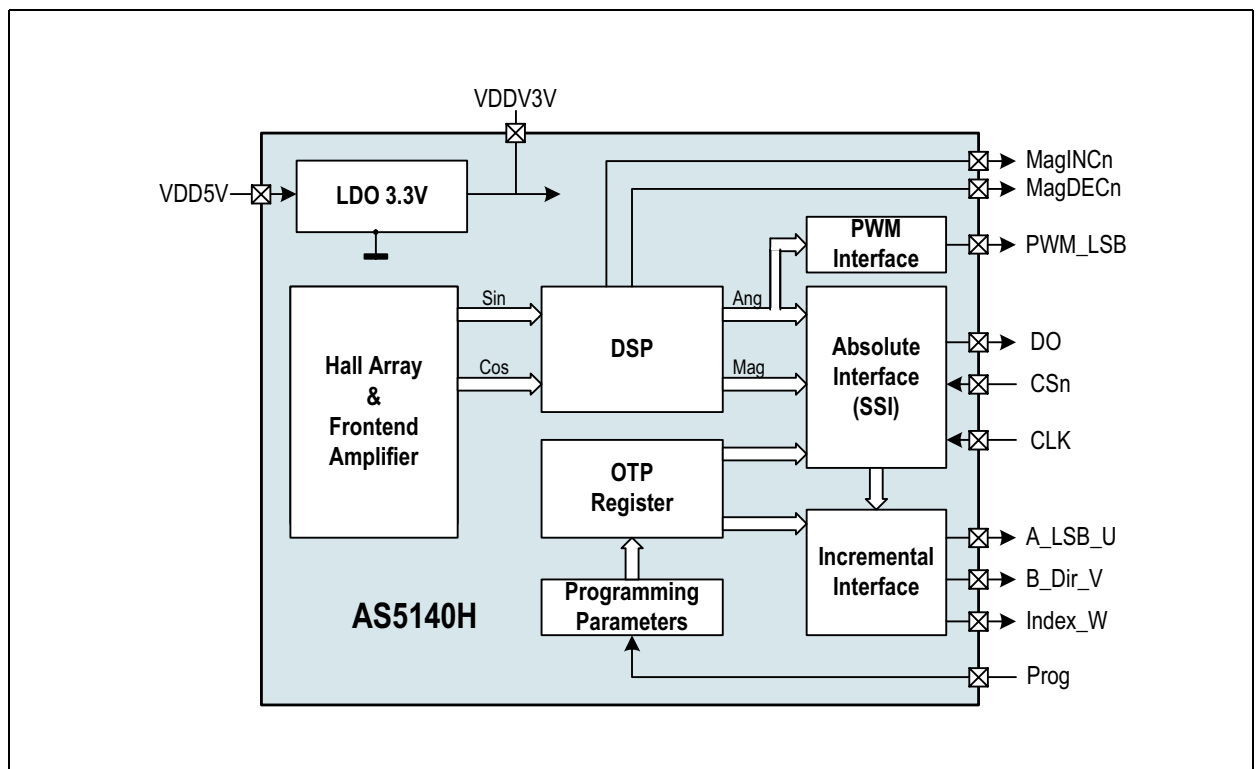 VDDV3V
VDD5V
LDO 3.3V
MagINCn
MagDECn
PWM
Interface
PWM_LSB
Hall Array
&
Frontend
Amplifier
Sin
Cos
DSP
Ang
Mag
Absolute
Interface
(SSI)
DO
CSn
CLK
OTP
Register
Incremental
Interface
A_LSB_U
B_Dir_V
Index_W
Programming
Parameters
AS5140H
Prog